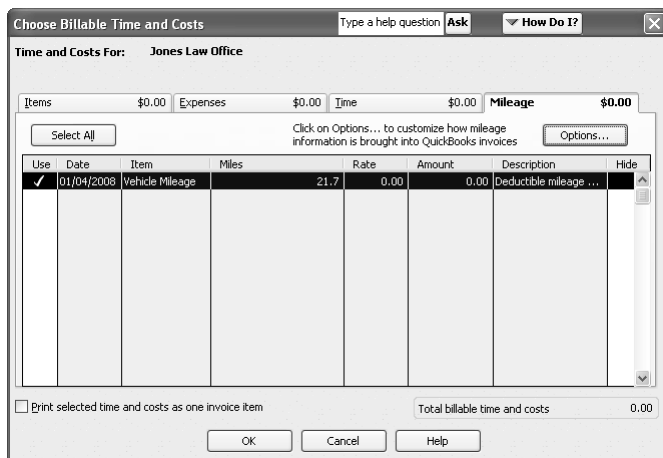 Choose Billable Time and Costs Type a help question Ask How Do I?
Time and Costs For: Jones Law Office
Items $0.00 Expenses $0.00 Time $0.00 Mileage $0.00
Select All
Click on Options... to customize how mileage
information is brought into QuickBooks invoices
Options...
Use Date Item Miles Rate Amount Description Hide
01/04/2008 Vehicle Mileage 21.7 0.00 0.00 Deductible mileage ...
Print selected time and costs as one invoice item Total billable time and costs 0.00
OK Cancel Help